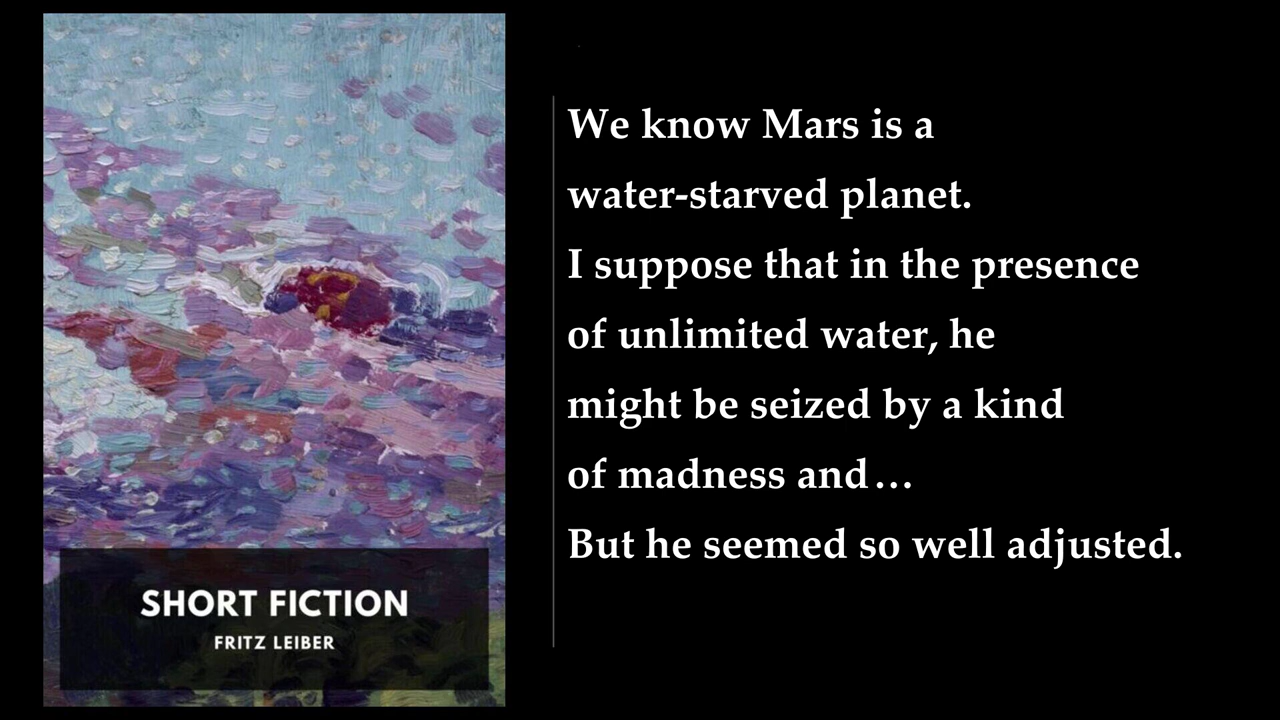 SHORT FICTION
FRITZ LEIBER
We know Mars is a
water-starved planet.
I suppose that in the presence
of unlimited water, he
might be seized by a kind
of madness and…
But he seemed so well adjusted.